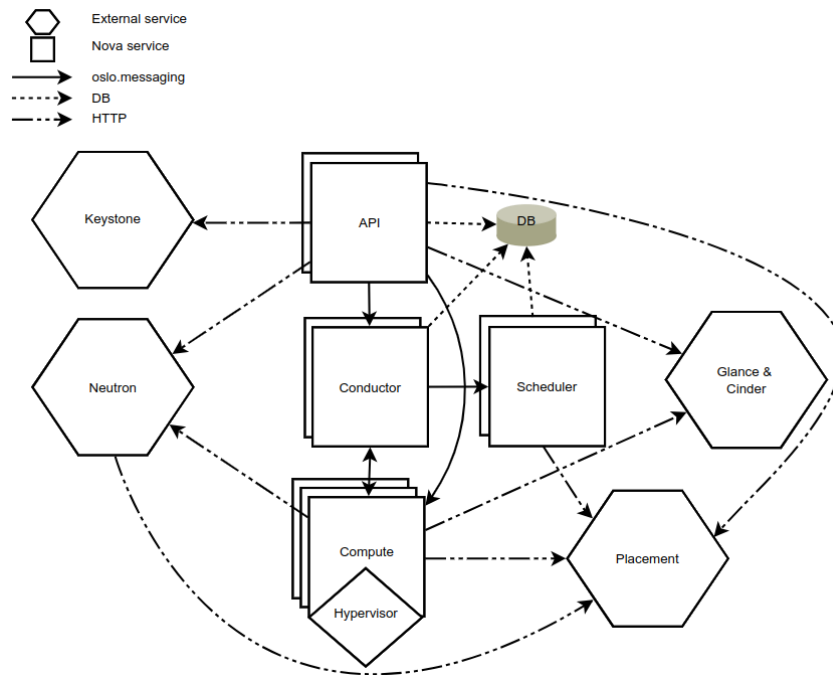 External service
Nova service
oslo.messaging
DB
HTTP
Keystone
API
DB
Neutron
Conductor
Scheduler
Glance &
Cinder
Compute
Placement
Hypervisor